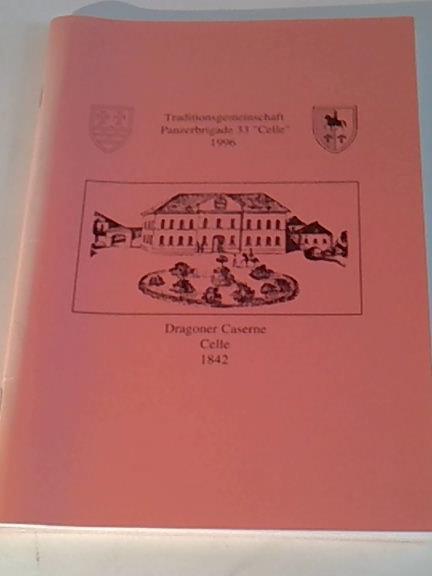 Traditionsgemeinschaft
Panzerbrigade 33 "Celle"
1996
Dragoner Caserne
Celle
1842